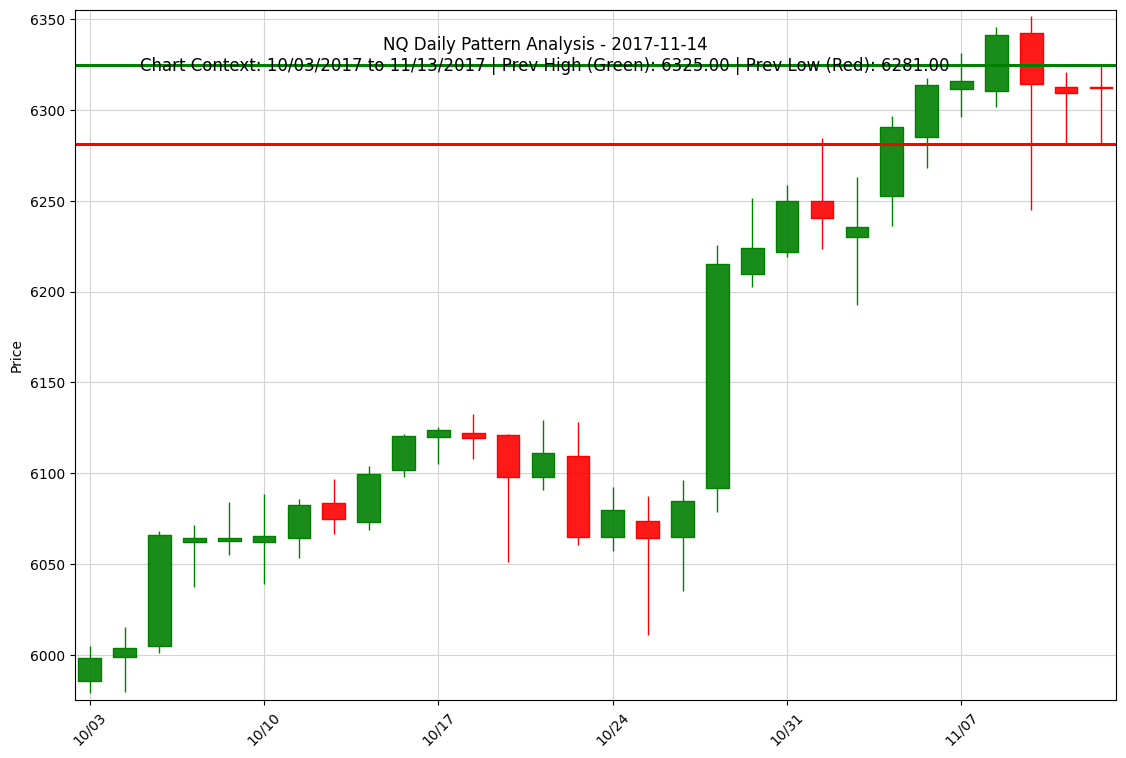 NQ Daily Pattern Analysis - 2017-11-14
Chart Context: 10/03/2017 to 11/13/2017 | Prev High (Green): 6325.00 | Prev Low (Red): 6281.00
6350
6300
6250
6200
6150
6100
6050
6000
Price
10/03 10/10 10/17 10/24 10/31 11/07